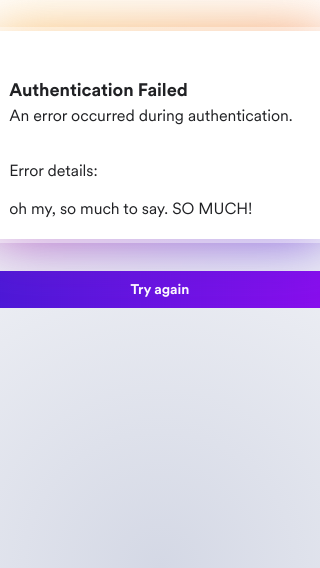 Authentication Failed
An error occurred during authentication.
Error details:
oh my, so much to say. SO MUCH!
Try again